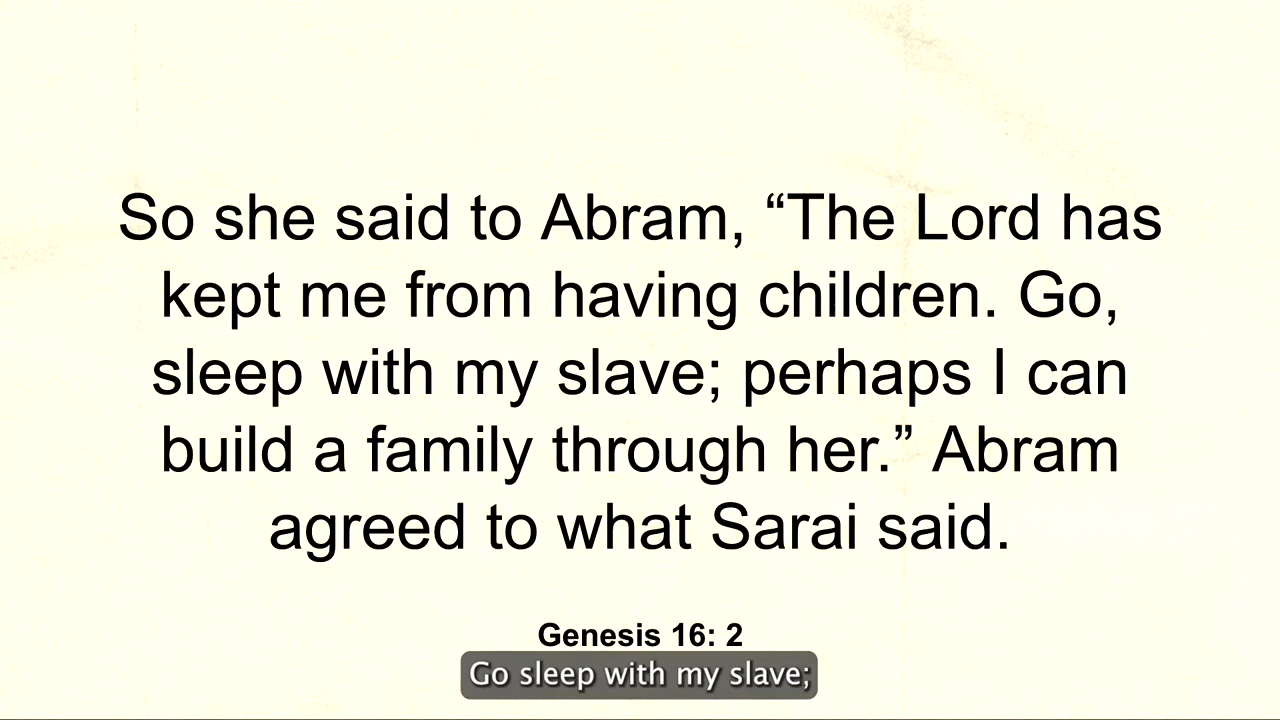 So she said to Abram, “The Lord has
kept me from having children. Go,
sleep with my slave; perhaps I can
build a family through her.” Abram
agreed to what Sarai said.
Genesis 16: 2
Go sleep with my slave;